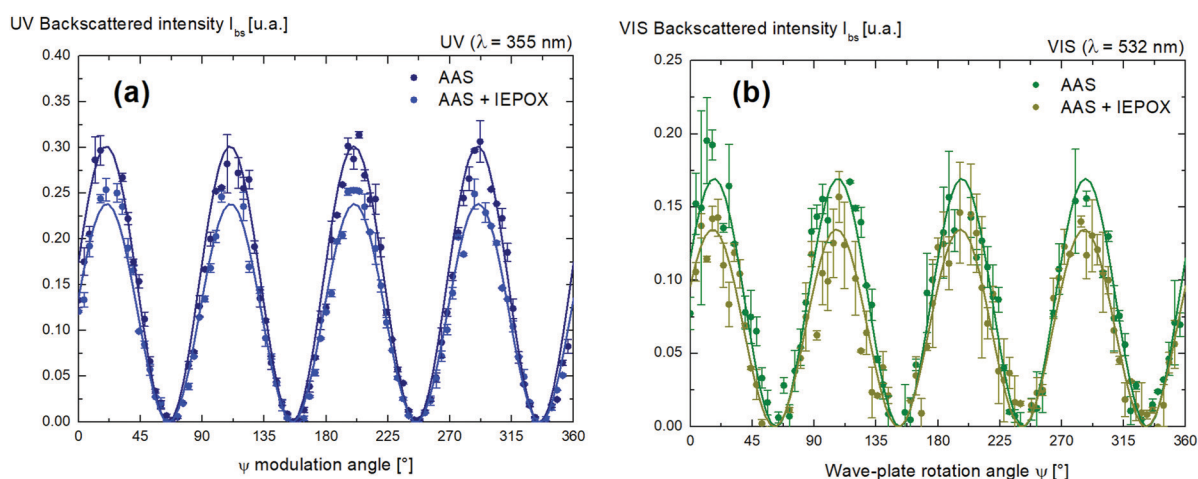 UV Backscattered intensity I_bs [u.a.]
UV (λ = 355 nm)
0.40
0.35
0.30
0.25
0.20
0.15
0.10
0.05
0.00
(a)
AAS
AAS + IEPOX
0 45 90 135 180 225 270 315 360
ψ modulation angle [°]
VIS Backscattered intensity I_bs [u.a.]
VIS (λ = 532 nm)
0.25
0.20
0.15
0.10
0.05
0.00
(b)
AAS
AAS + IEPOX
0 45 90 135 180 225 270 315 360
Wave-plate rotation angle ψ [°]